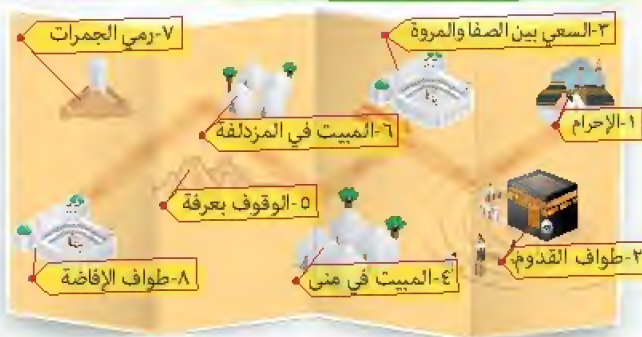 ١-الإحرام
٢-طواف القدوم
٣-السعي بين الصفا والمروة
٤-المبيت في منى
٥-الوقوف بعرفة
٦-المبيت في المزدلفة
٧-رمي الجمرات
٨-طواف الإفاضة